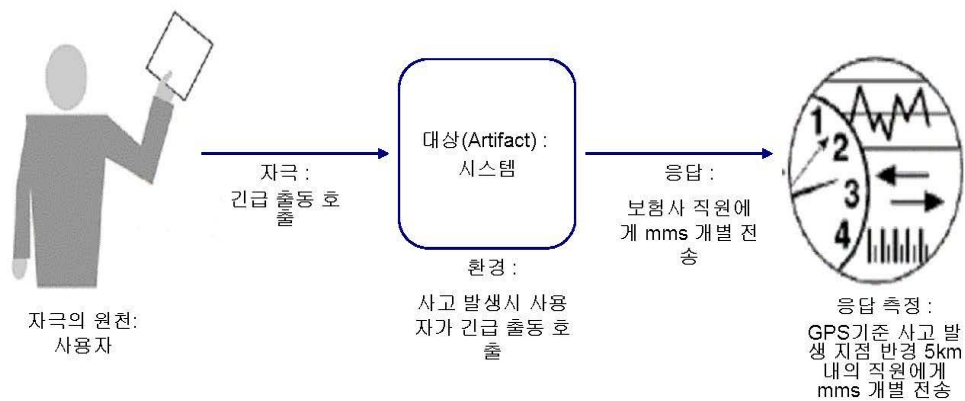 자극의 원천:
사용자
자극 :
긴급 출동 호
출
대상(Artifact) :
시스템
환경 :
사고 발생시 사용
자가 긴급 출동 호
출
응답 :
보험사 직원에
게 mms 개별 전
송
1
2
3
4
응답 측정 :
GPS기준 사고 발
생 지점 반경 5km
내의 직원에게
mms 개별 전송